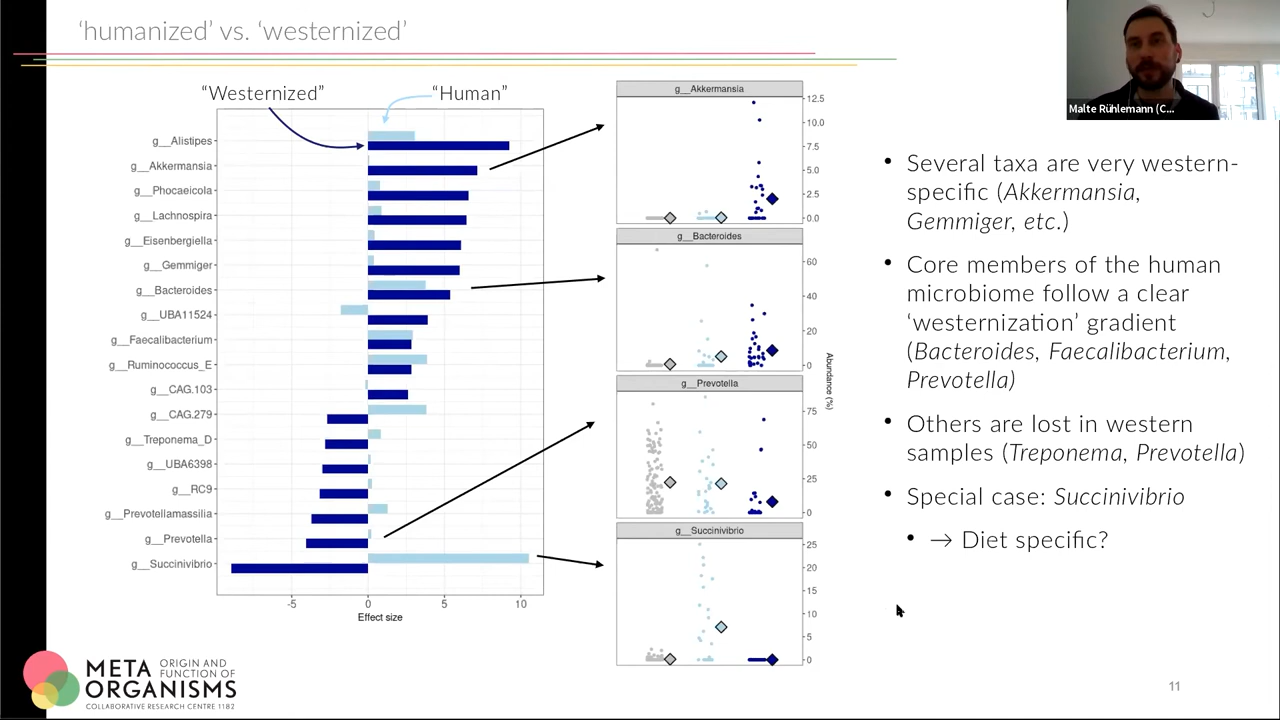 ‘humanized’ vs. ‘westernized’
“Westernized”
“Human”
g__Alistipes
g__Akkermansia
g__Phocaeicola
g__Lachnospira
g__Eisenbergiella
g__Gemmiger
g__Bacteroides
g__UBA11524
g__Faecalibacterium
g__Ruminococcus_E
g__CAG.103
g__CAG.279
g__Treponema_D
g__UBA6398
g__RC9
g__Prevotellamassilia
g__Prevotella
g__Succinivibrio
-5 0 5 10
Effect size
g__Akkermansia
12.5
10.0
7.5
5.0
2.5
0.0
g__Bacteroides
60
40
20
0
g__Prevotella
75
50
25
0
g__Succinivibrio
25
20
15
10
5
0
Abundance (%)
Malte Rühlemann (C...
• Several taxa are very western-
specific (Akkermansia,
Gemmiger, etc.)
• Core members of the human
microbiome follow a clear
‘westernization’ gradient
(Bacteroides, Faecalibacterium,
Prevotella)
• Others are lost in western
samples (Treponema, Prevotella)
• Special case: Succinivibrio
• → Diet specific?
META ORIGIN AND
FUNCTION OF
ORGANISMS
COLLABORATIVE RESEARCH CENTRE 1182
11